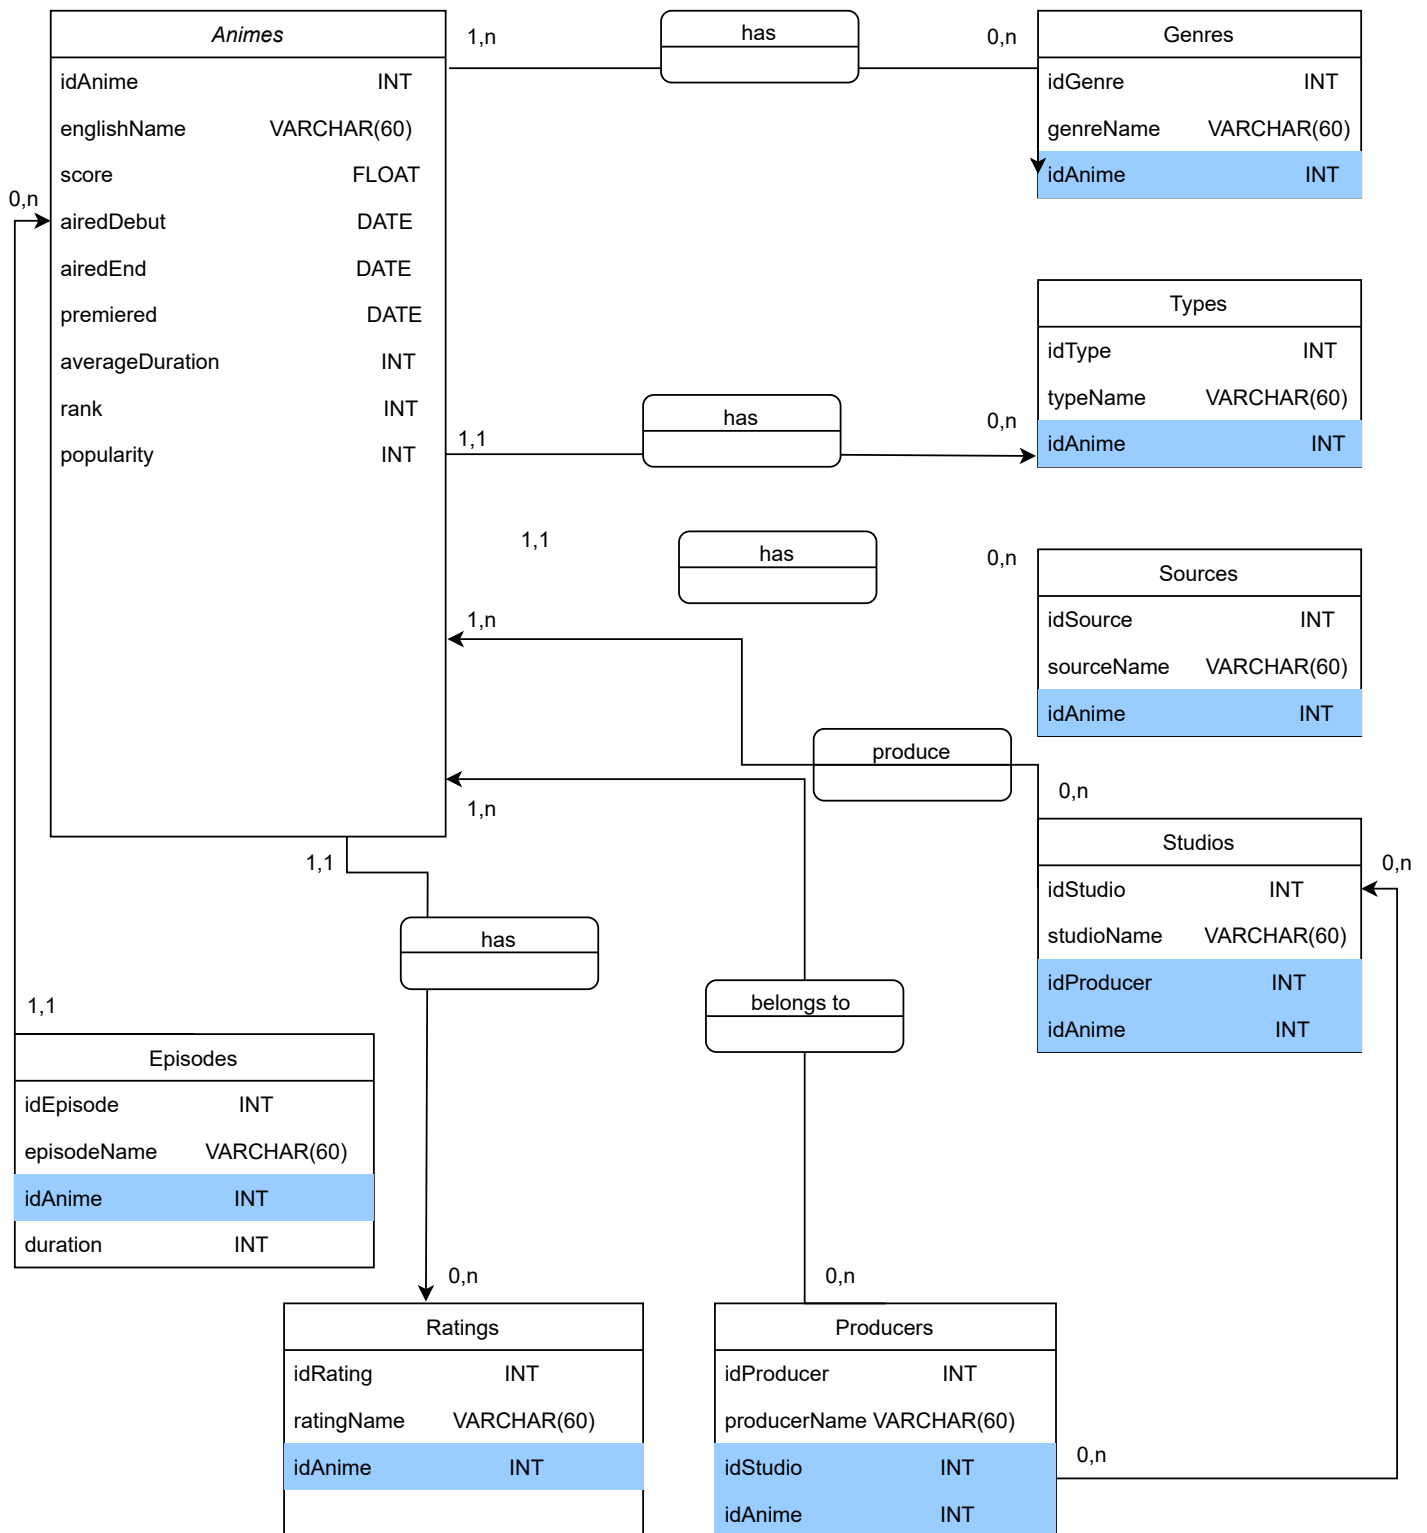 Animes
idAnime INT
englishName VARCHAR(60)
score FLOAT
airedDebut DATE
airedEnd DATE
premiered DATE
averageDuration INT
rank INT
popularity INT
1,n
has
0,n
Genres
idGenre INT
genreName VARCHAR(60)
idAnime INT
0,n
Types
idType INT
typeName VARCHAR(60)
idAnime INT
1,1
has
0,n
1,1
has
0,n
Sources
idSource INT
sourceName VARCHAR(60)
idAnime INT
1,n
produce
0,n
1,n
Studios
idStudio INT
studioName VARCHAR(60)
idProducer INT
idAnime INT
0,n
1,1
has
belongs to
1,1
Episodes
idEpisode INT
episodeName VARCHAR(60)
idAnime INT
duration INT
0,n
Ratings
idRating INT
ratingName VARCHAR(60)
idAnime INT
0,n
Producers
idProducer INT
producerName VARCHAR(60)
idStudio INT
idAnime INT
0,n